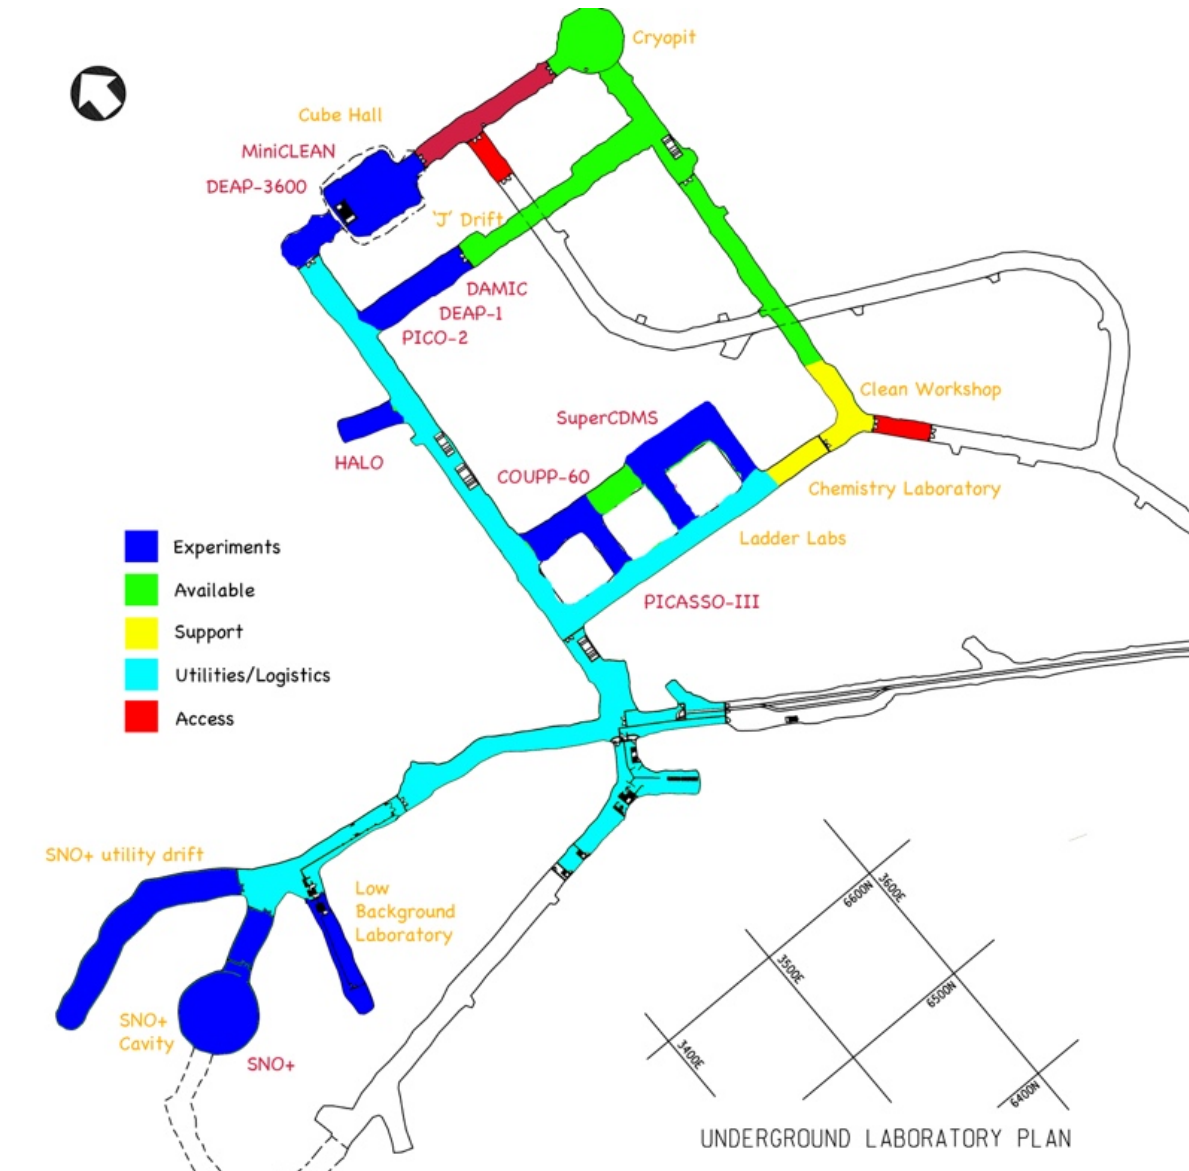 Cryopit
Cube Hall
MiniCLEAN
DEAP-3600
'J' Drift
DAMIC
DEAP-1
PICO-2
Clean Workshop
SuperCDMS
HALO
COUPP-60
Chemistry Laboratory
Ladder Labs
Experiments
Available
Support
Utilities/Logistics
Access
PICASSO-III
SNO+ utility drift
Low
Background
Laboratory
SNO+
Cavity
SNO+
6600N
3600E
3500E
6500N
3400E
6400N
UNDERGROUND LABORATORY PLAN